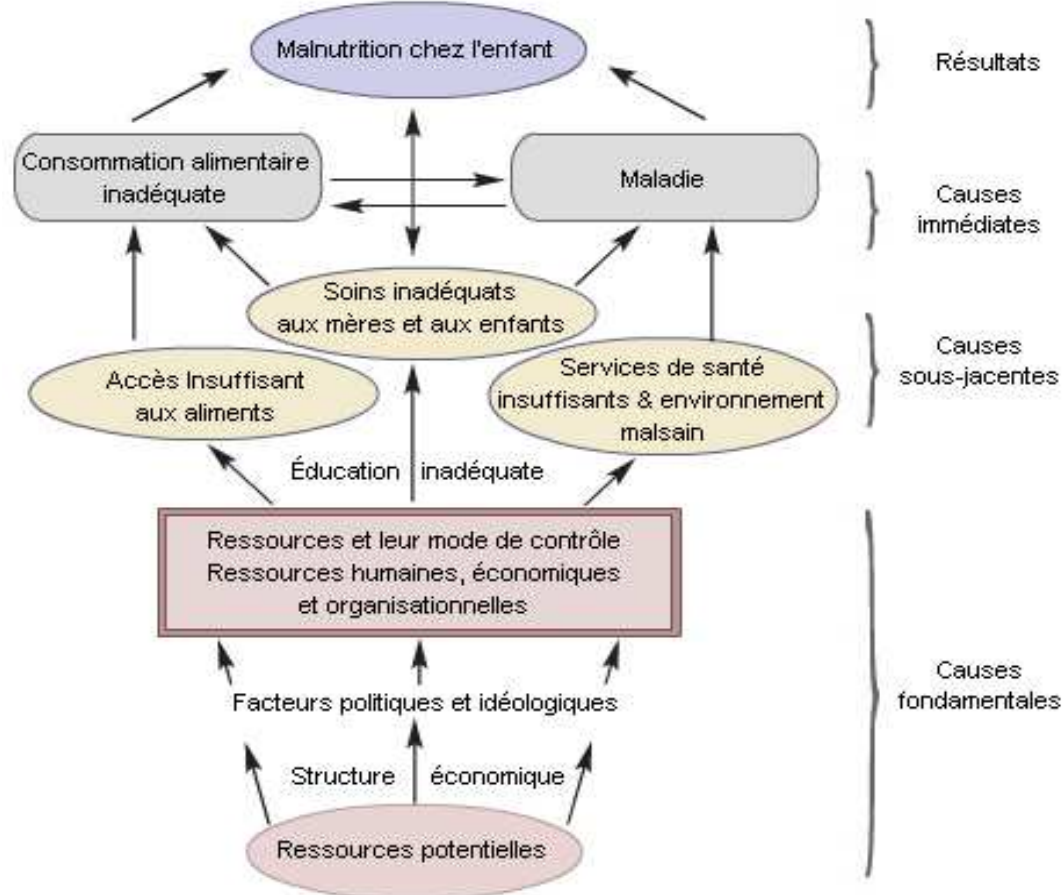 Malnutrition chez l'enfant
Résultats
Consommation alimentaire
inadéquate
Maladie
Causes
immédiates
Soins inadéquats
aux mères et aux enfants
Accès Insuffisant
aux aliments
Services de santé
insuffisants & environnement
malsain
Causes
sous-jacentes
Éducation inadéquate
Ressources et leur mode de contrôle
Ressources humaines, économiques
et organisationnelles
Facteurs politiques et idéologiques
Causes
fondamentales
Structure économique
Ressources potentielles